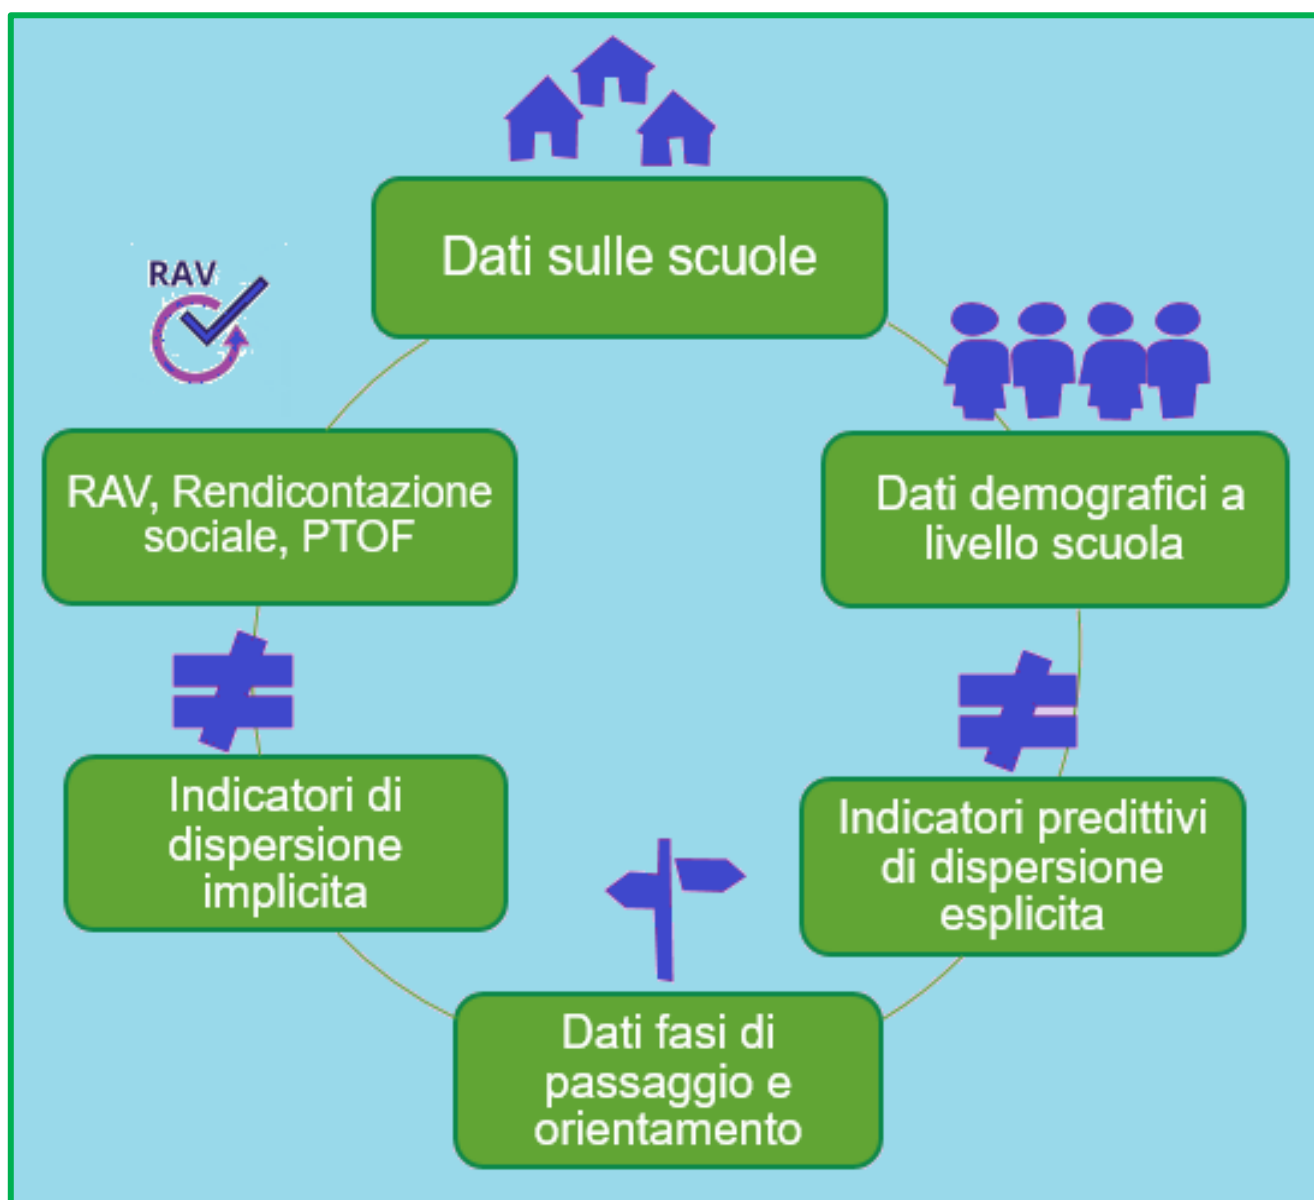 Dati sulle scuole
RAV
RAV, Rendicontazione
sociale, PTOF
Dati demografici a
livello scuola
Indicatori di
dispersione
implicita
Indicatori predittivi
di dispersione
esplicita
Dati fasi di
passaggio e
orientamento